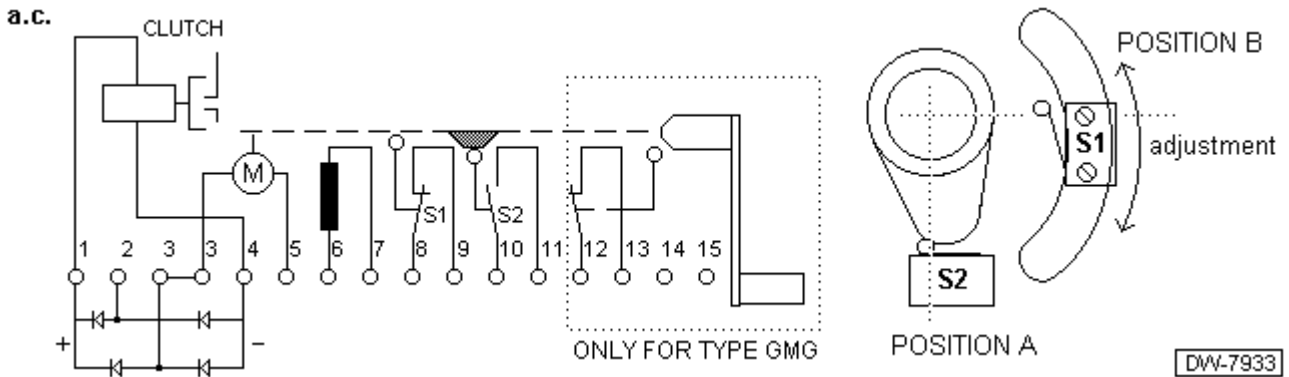 a.c.
CLUTCH
M
S1 S2
1 2 3 3 4 5 6 7 8 9 10 11 12 13 14 15
+ −
ONLY FOR TYPE GMG
POSITION B
S1
adjustment
S2
POSITION A
DW-7933